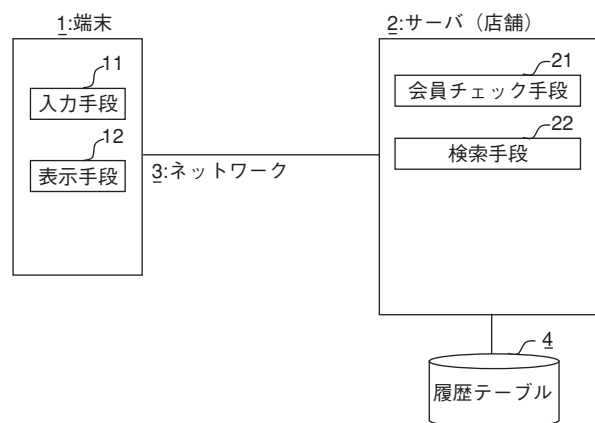 1:端末
11
入力手段
12
表示手段
3:ネットワーク
2:サーバ（店舗）
21
会員チェック手段
22
検索手段
4
履歴テーブル